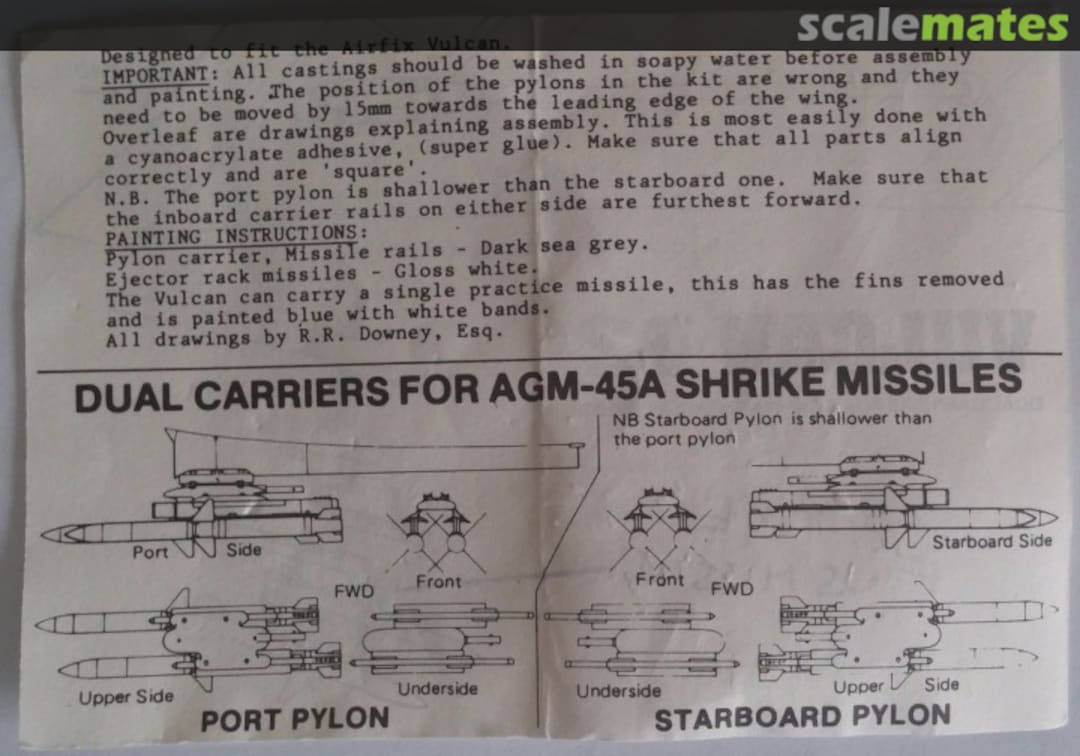 scalemates
Designed to fit the Airfix Vulcan.
IMPORTANT: All castings should be washed in soapy water before assembly
and painting. The position of the pylons in the kit are wrong and they
need to be moved by 15mm towards the leading edge of the wing.
Overleaf are drawings explaining assembly. This is most easily done with
a cyanoacrylate adhesive, (super glue). Make sure that all parts align
correctly and are 'square'.
N.B. The port pylon is shallower than the starboard one. Make sure that
the inboard carrier rails on either side are furthest forward.
PAINTING INSTRUCTIONS:
Pylon carrier, Missile rails - Dark sea grey.
Ejector rack missiles - Gloss white.
The Vulcan can carry a single practice missile, this has the fins removed
and is painted blue with white bands.
All drawings by R.R. Downey, Esq.
DUAL CARRIERS FOR AGM-45A SHRIKE MISSILES
NB Starboard Pylon is shallower than
the port pylon
Port Side
Front
Front
Starboard Side
FWD
FWD
Upper Side
Underside
Underside
Upper Side
PORT PYLON
STARBOARD PYLON